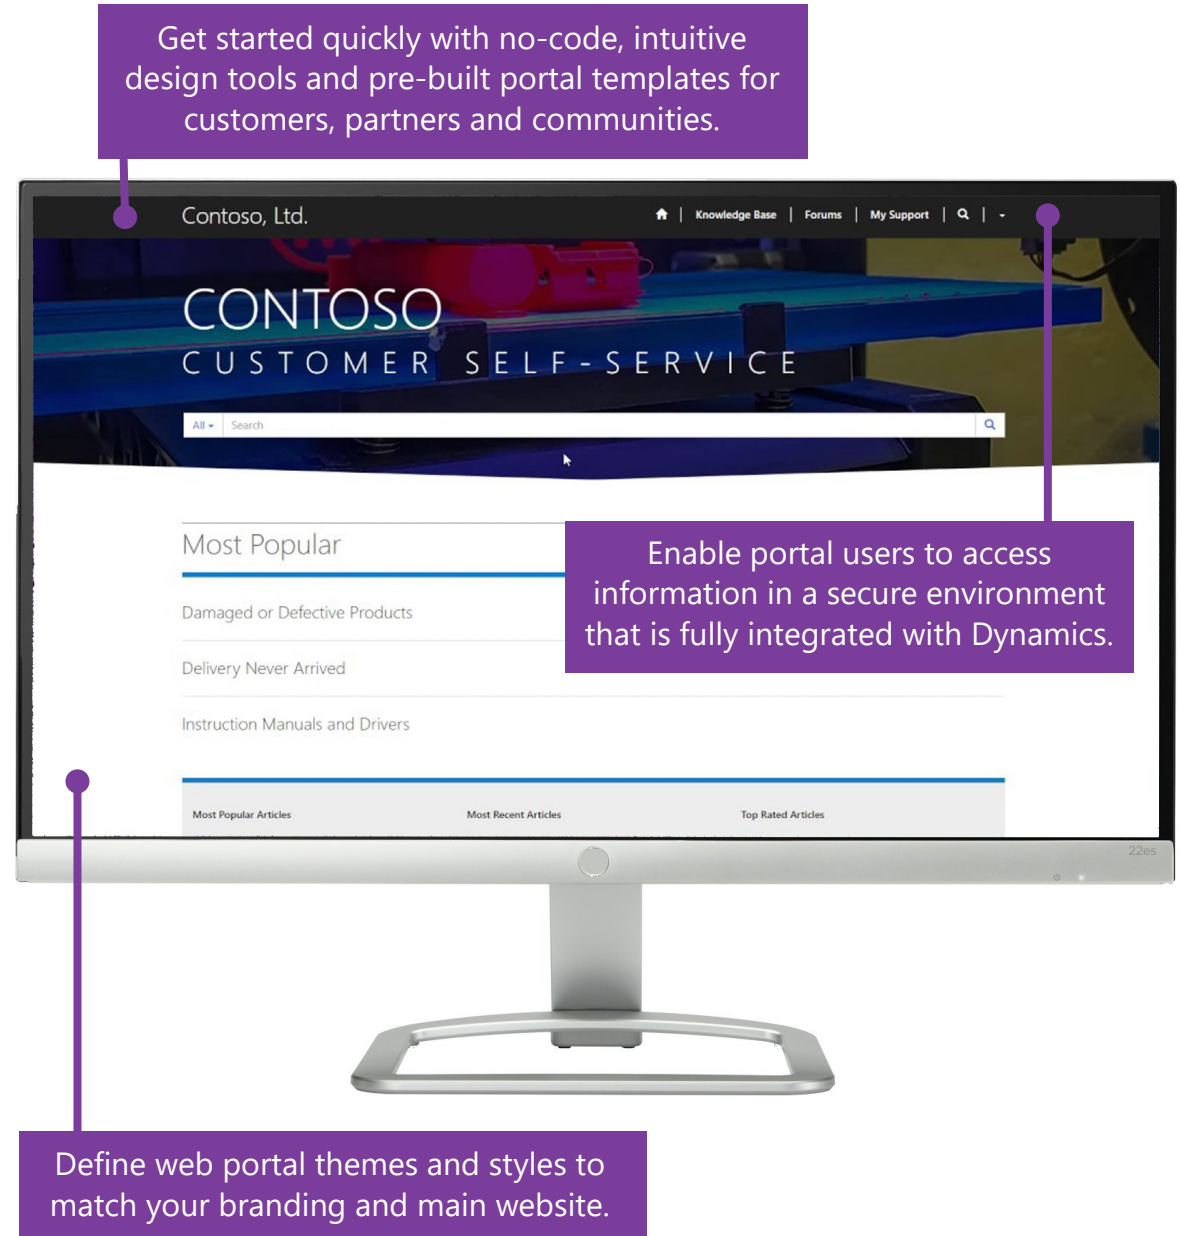 Get started quickly with no-code, intuitive
design tools and pre-built portal templates for
customers, partners and communities.
Contoso, Ltd.
Knowledge Base | Forums | My Support
CONTOSO
CUSTOMER SELF-SERVICE
All Search
Most Popular
Enable portal users to access
information in a secure environment
that is fully integrated with Dynamics.
Damaged or Defective Products
Delivery Never Arrived
Instruction Manuals and Drivers
Most Popular Articles
Most Recent Articles
Top Rated Articles
22es
Define web portal themes and styles to
match your branding and main website.